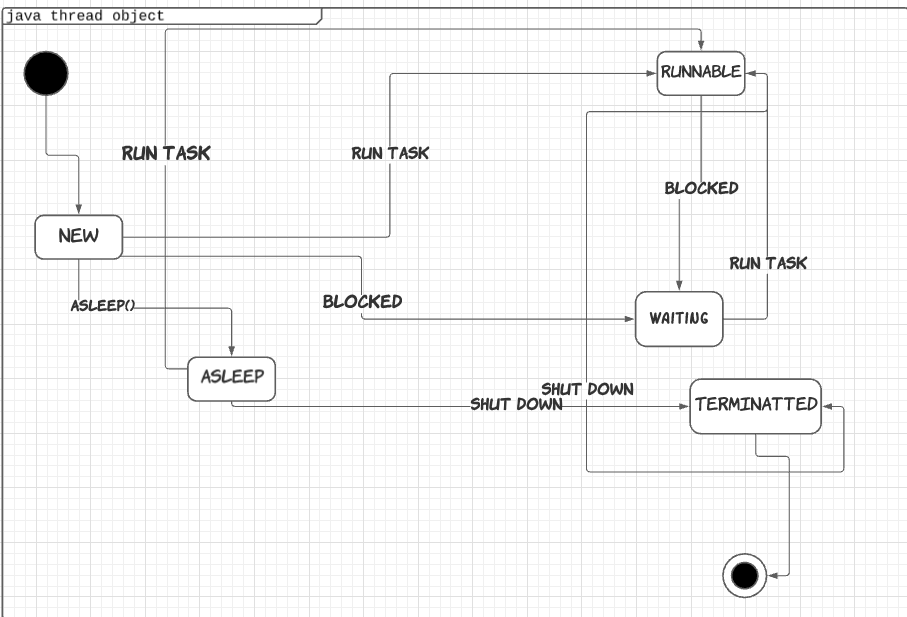 java thread object
RUNNABLE
RUN TASK
RUN TASK
BLOCKED
NEW
RUN TASK
ASLEEP()
BLOCKED
WAITING
ASLEEP
SHUT DOWN
SHUT DOWN
TERMINATTED